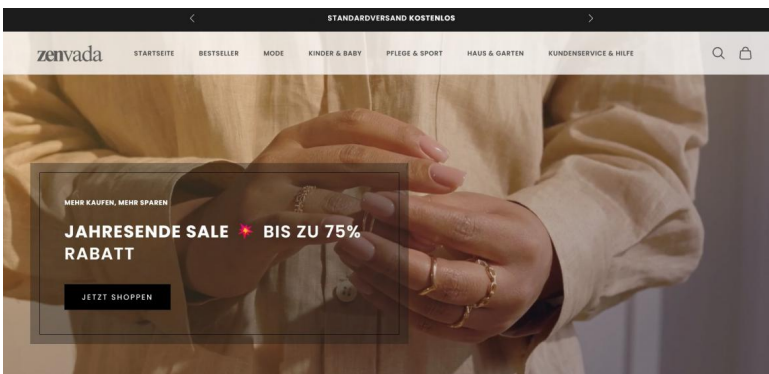 STANDARDVERSAND KOSTENLOS
zenvada
STARTSEITE
BESTSELLER
MODE
KINDER & BABY
PFLEGE & SPORT
HAUS & GARTEN
KUNDENSERVICE & HILFE
MEHR KAUFEN, MEHR SPAREN
JAHRESENDE SALE 💥 BIS ZU 75%
RABATT
JETZT SHOPPEN